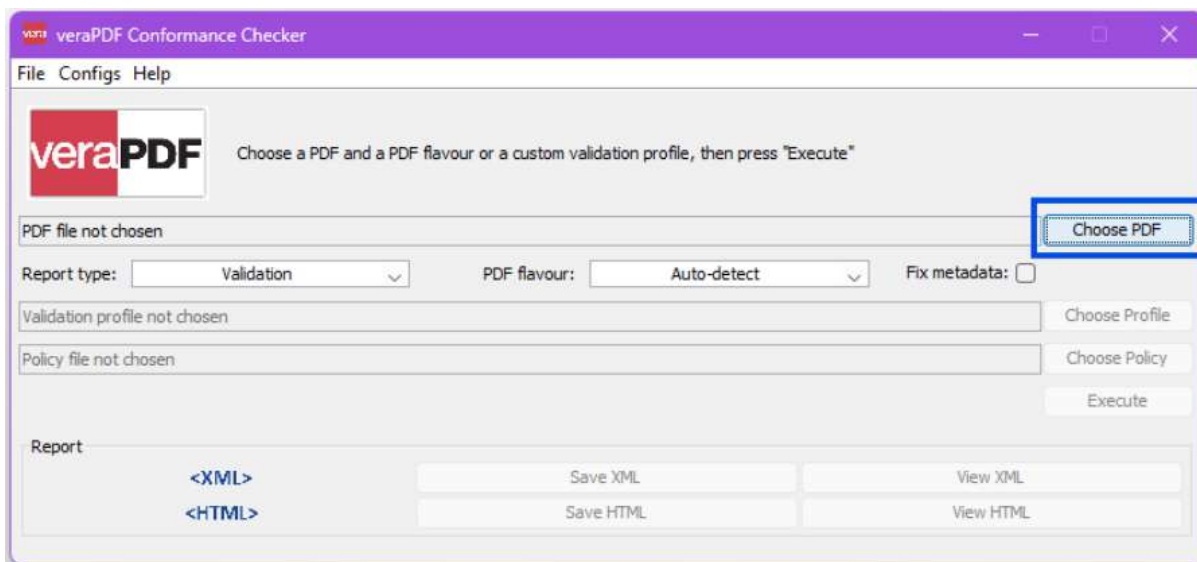 vera veraPDF Conformance Checker
File Configs Help
veraPDF
Choose a PDF and a PDF flavour or a custom validation profile, then press "Execute"
PDF file not chosen Choose PDF
Report type: Validation PDF flavour: Auto-detect Fix metadata:
Validation profile not chosen Choose Profile
Policy file not chosen Choose Policy
Execute
Report
<XML> Save XML View XML
<HTML> Save HTML View HTML